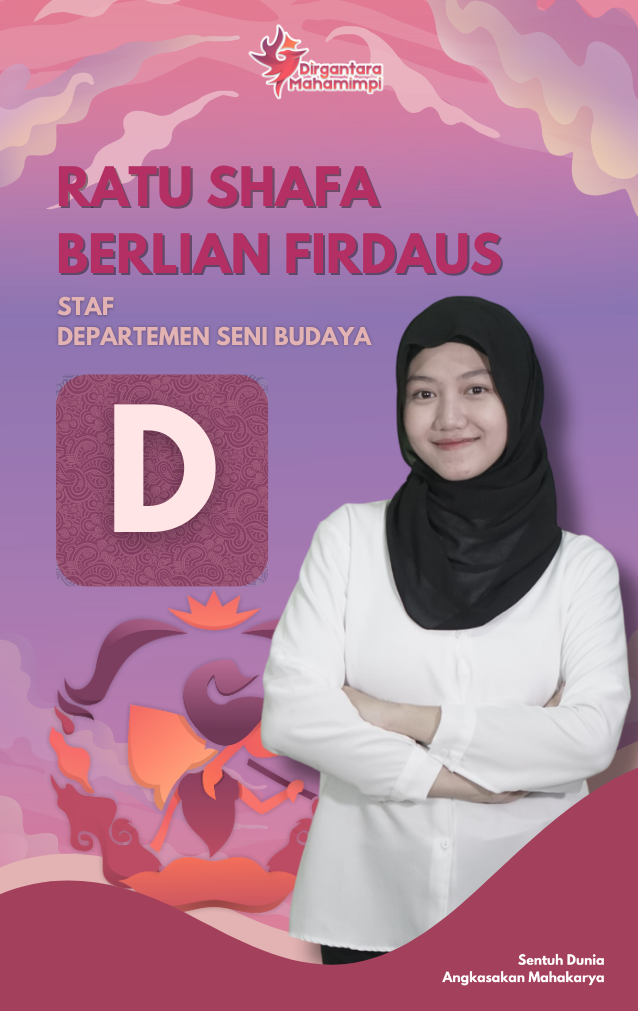 Dirgantara
Mahamimpi
RATU SHAFA
BERLIAN FIRDAUS
STAF
DEPARTEMEN SENI BUDAYA
D
Sentuh Dunia
Angkasakan Mahakarya